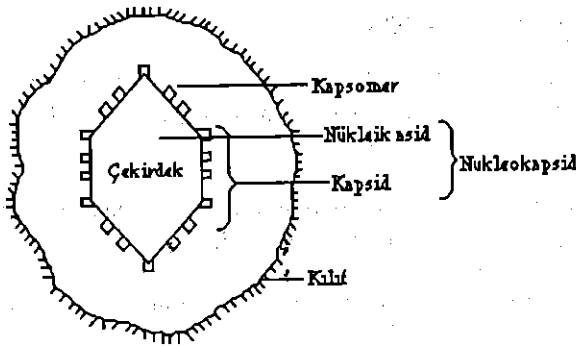 Kapsomer
Nükleik asid
Çekirdek
Nukleokapsid
Kapsid
Kılıf